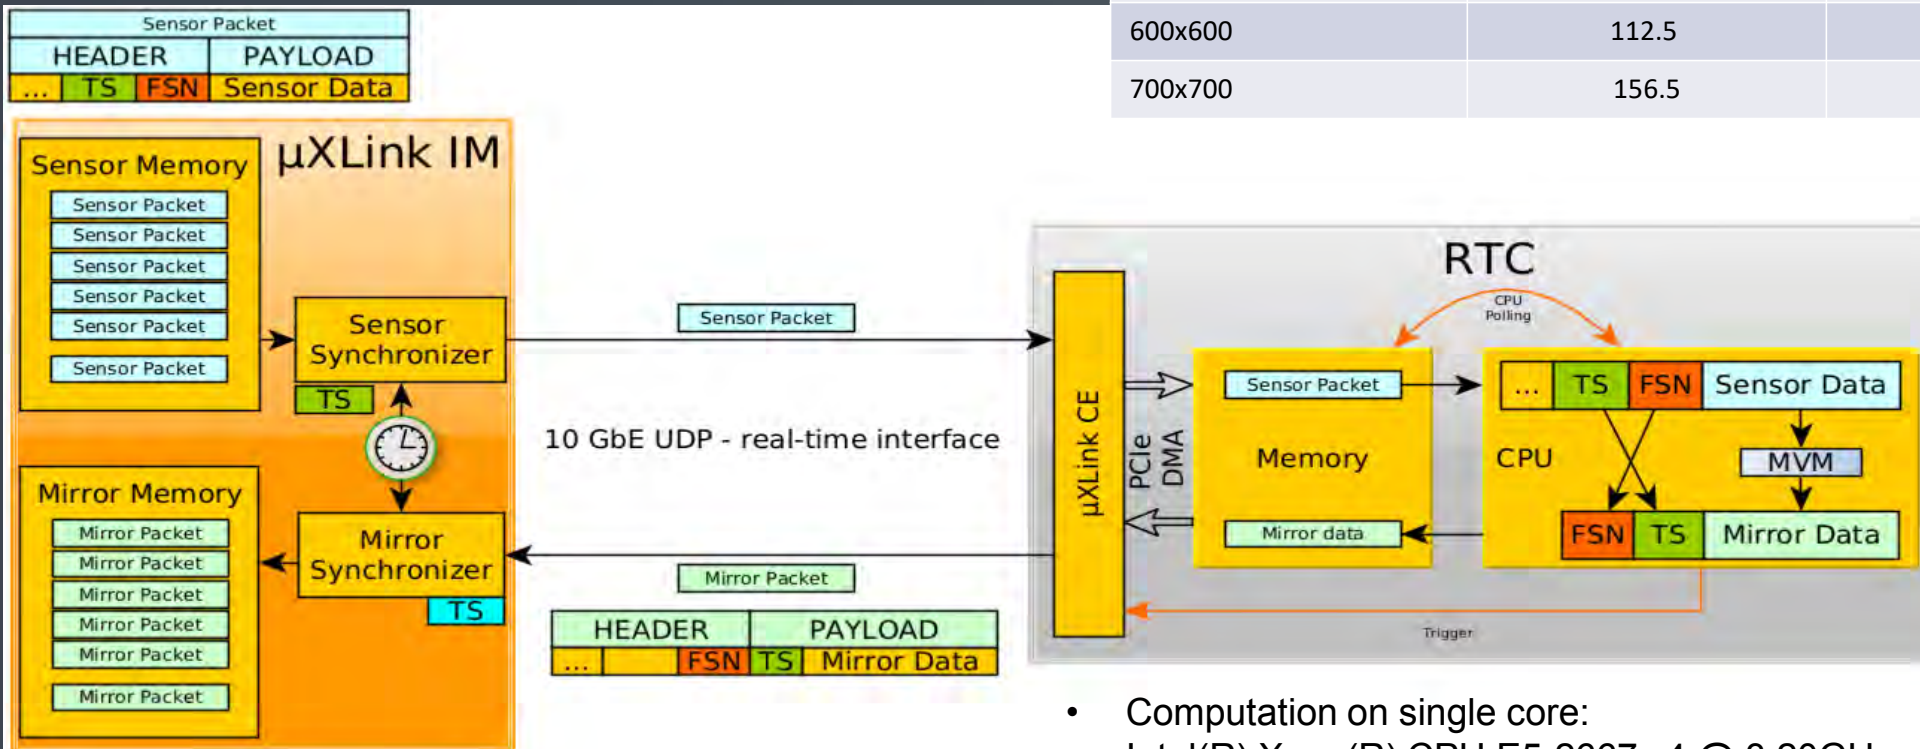 Sensor Packet
HEADER PAYLOAD
... TS FSN Sensor Data
600x600 112.5
700x700 156.5
µXLink IM
Sensor Memory
Sensor Packet
Sensor Packet
Sensor Packet
Sensor Packet
Sensor Packet
Sensor Packet
Sensor Synchronizer
TS
Mirror Memory
Mirror Packet
Mirror Packet
Mirror Packet
Mirror Packet
Mirror Packet
Mirror Packet
Mirror Synchronizer
TS
Sensor Packet
10 GbE UDP - real-time interface
Mirror Packet
HEADER PAYLOAD
... FSN TS Mirror Data
RTC
CPU Polling
µXLink CE
PCIe DMA
Sensor Packet
Memory
Mirror data
... TS FSN Sensor Data
CPU
MVM
FSN TS Mirror Data
Trigger
• Computation on single core: